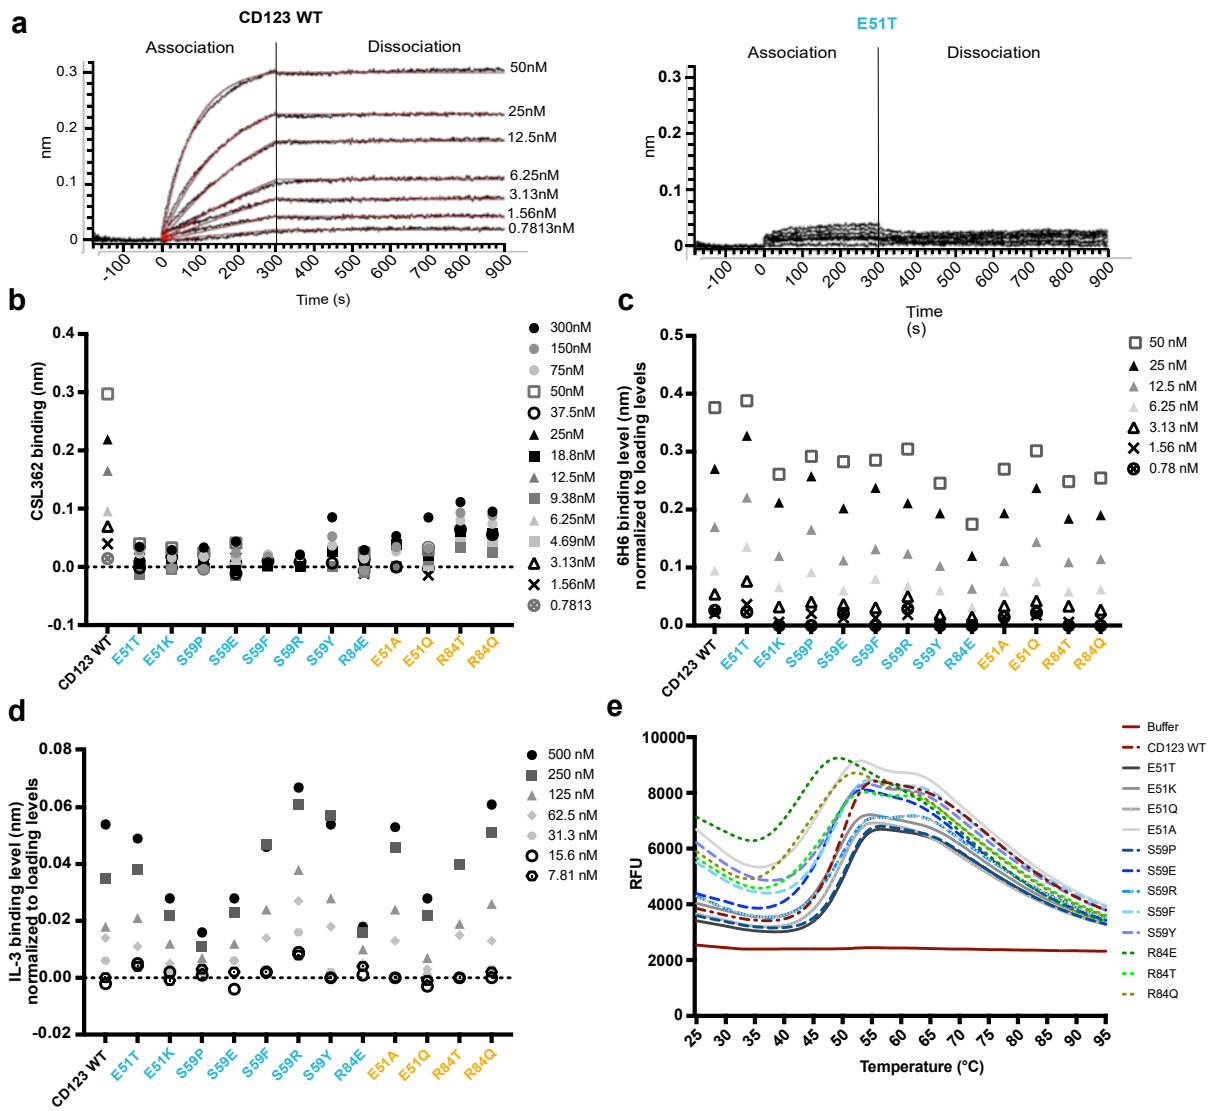 a
CD123 WT
Association
Dissociation
nm
0.3
0.2
0.1
0
-100
0
100
200
300
400
500
600
700
800
900
Time (s)
50nM
25nM
12.5nM
6.25nM
3.13nM
1.56nM
0.7813nM
E51T
Association
Dissociation
nm
0.3
0.2
0.1
0
-100
0
100
200
300
400
500
600
700
800
900
Time
(s)
b
CSL362 binding (nm)
0.4
0.3
0.2
0.1
0.0
-0.1
CD123 WT
E51T
E51K
S59P
S59E
S59F
S59R
S59Y
R84E
E51A
E51Q
R84T
R84Q
300nM
150nM
75nM
50nM
37.5nM
25nM
18.8nM
12.5nM
9.38nM
6.25nM
4.69nM
3.13nM
1.56nM
0.7813
c
6H6 binding level (nm)
normalized to loading levels
0.5
0.4
0.3
0.2
0.1
0.0
CD123 WT
E51T
E51K
S59P
S59E
S59F
S59R
S59Y
R84E
E51A
E51Q
R84T
R84Q
50 nM
25 nM
12.5 nM
6.25 nM
3.13 nM
1.56 nM
0.78 nM
d
IL-3 binding level (nm)
normalized to loading levels
0.08
0.06
0.04
0.02
0.00
-0.02
CD123 WT
E51T
E51K
S59P
S59E
S59F
S59R
S59Y
R84E
E51A
E51Q
R84T
R84Q
500 nM
250 nM
125 nM
62.5 nM
31.3 nM
15.6 nM
7.81 nM
e
RFU
10000
8000
6000
4000
2000
0
25
30
35
40
45
50
55
60
65
70
75
80
85
90
95
Temperature (°C)
Buffer
CD123 WT
E51T
E51K
E51Q
E51A
S59P
S59E
S59R
S59F
S59Y
R84E
R84T
R84Q